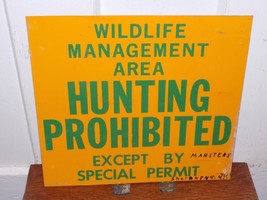 WILDLIFE
MANAGEMENT
AREA
HUNTING
PROHIBITED
EXCEPT BY
SPECIAL PERMIT